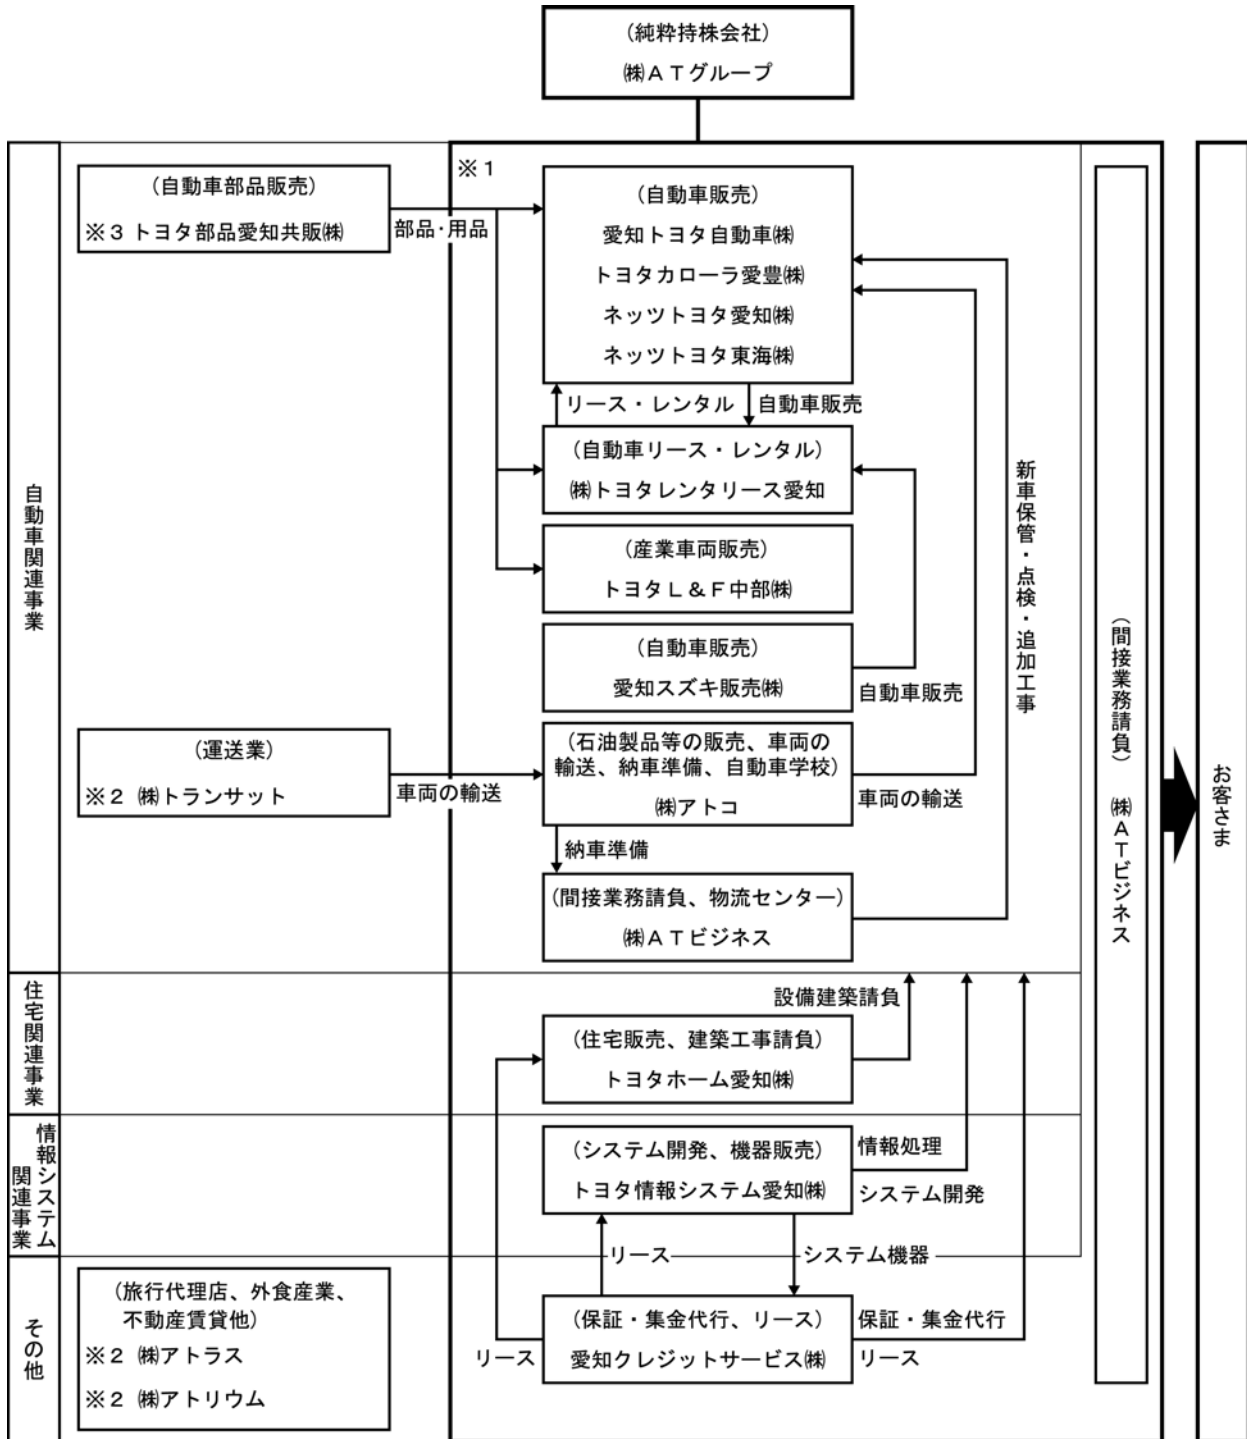 (純粋持株会社)
㈱ATグループ
※1
自動車関連事業
(自動車部品販売)
※3 トヨタ部品愛知共販㈱
部品・用品
(自動車販売)
愛知トヨタ自動車㈱
トヨタカローラ愛豊㈱
ネッツトヨタ愛知㈱
ネッツトヨタ東海㈱
リース・レンタル
自動車販売
(自動車リース・レンタル)
㈱トヨタレンタリース愛知
(産業車両販売)
トヨタL&F中部㈱
(自動車販売)
愛知スズキ販売㈱
自動車販売
(運送業)
※2 ㈱トランサット
車両の輸送
(石油製品等の販売、車両の
輸送、納車準備、自動車学校)
㈱アトコ
車両の輸送
納車準備
(間接業務請負、物流センター)
㈱ATビジネス
新車保管・点検・追加工事
(間接業務請負) ㈱ATビジネス
お客さま
住宅関連事業
設備建築請負
(住宅販売、建築工事請負)
トヨタホーム愛知㈱
情報システム
関連事業
(システム開発、機器販売)
トヨタ情報システム愛知㈱
情報処理
システム開発
リース
システム機器
その他
(旅行代理店、外食産業、
不動産賃貸他)
※2 ㈱アトラス
※2 ㈱アトリウム
リース
(保証・集金代行、リース)
愛知クレジットサービス㈱
保証・集金代行
リース